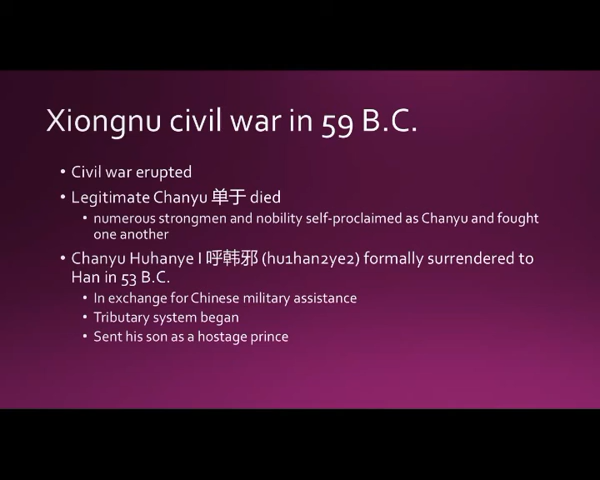 Xiongnu civil war in 59 B.C.
• Civil war erupted
• Legitimate Chanyu 单于 died
• numerous strongmen and nobility self-proclaimed as Chanyu and fought
one another
• Chanyu Huhanye I 呼韩邪 (hu1han2ye2) formally surrendered to
Han in 53 B.C.
• In exchange for Chinese military assistance
• Tributary system began
• Sent his son as a hostage prince